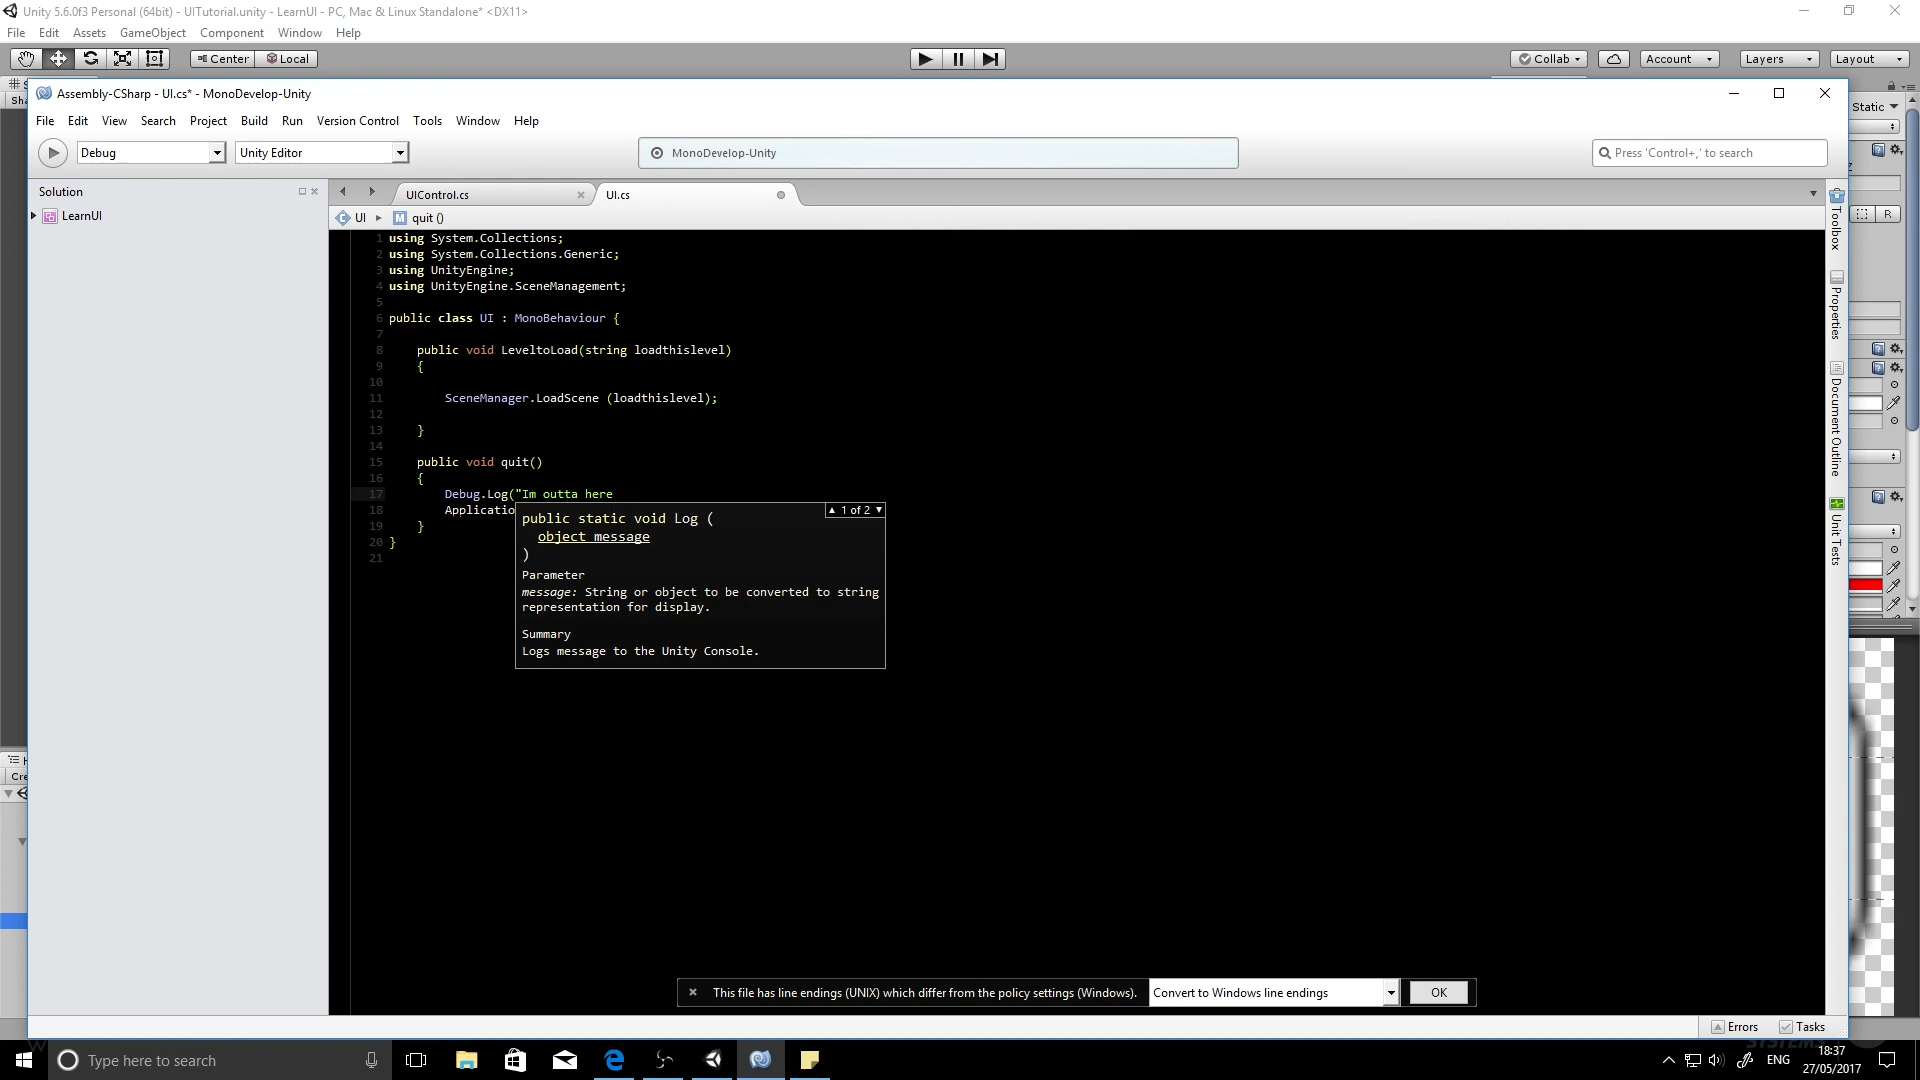 Unity 5.6.0f3 Personal (64bit) - UITutorial.unity - LearnUI - PC, Mac & Linux Standalone* <DX11>
File Edit Assets GameObject Component Window Help
Center Local Collab Account Layers Layout
Static
Assembly-CSharp - UI.cs* - MonoDevelop-Unity
File Edit View Search Project Build Run Version Control Tools Window Help
Debug Unity Editor MonoDevelop-Unity Press 'Control+,' to search
Solution
LearnUI
UIControl.cs UI.cs
UI quit ()
1 using System.Collections;
2 using System.Collections.Generic;
3 using UnityEngine;
4 using UnityEngine.SceneManagement;
5
6 public class UI : MonoBehaviour {
7
8 public void LeveltoLoad(string loadthislevel)
9 {
10
11 SceneManager.LoadScene (loadthislevel);
12
13 }
14
15 public void quit()
16 {
17 Debug.Log("Im outta here
18 Applicatio
19 }
20 }
21
1 of 2
public static void Log (
object message
)
Parameter
message: String or object to be converted to string
representation for display.
Summary
Logs message to the Unity Console.
Toolbox
Properties
Document Outline
Unit Tests
R
This file has line endings (UNIX) which differ from the policy settings (Windows). Convert to Windows line endings OK
Errors Tasks
Type here to search
ENG
18:37
27/05/2017